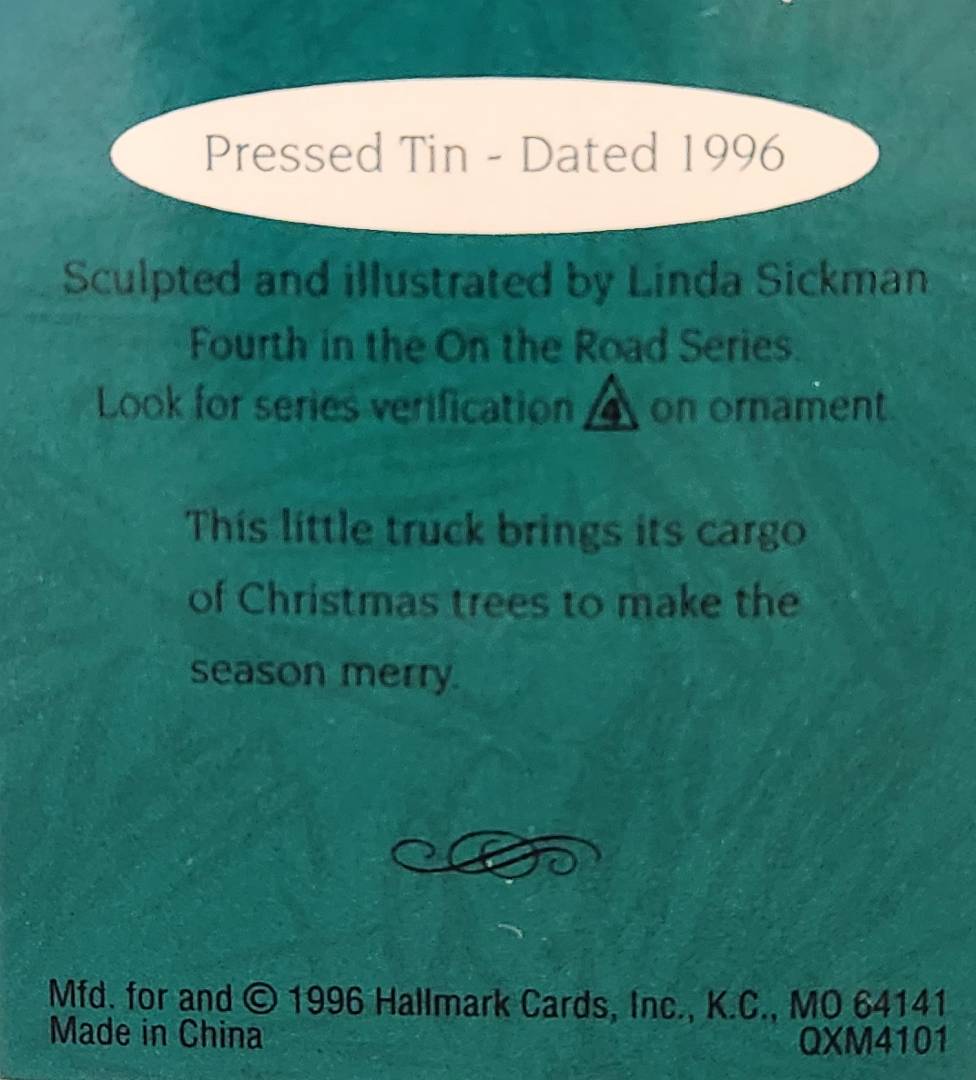 Pressed Tin - Dated 1996
Sculpted and illustrated by Linda Sickman
Fourth in the On the Road Series.
Look for series verification 4 on ornament.
This little truck brings its cargo
of Christmas trees to make the
season merry.
Mfd. for and © 1996 Hallmark Cards, Inc., K.C., MO 64141
Made in China QXM4101